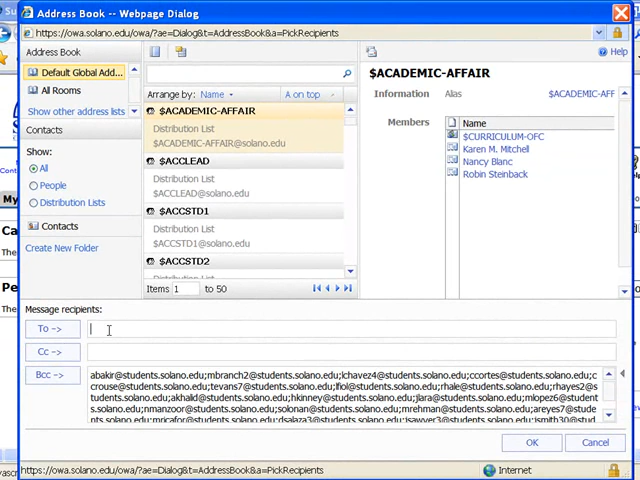 Address Book -- Webpage Dialog
https://owa.solano.edu/owa/?ae=Dialog&t=AddressBook&a=PickRecipients
Address Book
Help
Default Global Add...
All Rooms
Show other address lists
Contacts
Show:
All
People
Distribution Lists
Contacts
Create New Folder
Arrange by: Name
A on top
$ACADEMIC-AFFAIR
Distribution List
$ACADEMIC-AFFAIR@solano.edu
$ACCLEAD
Distribution List
$ACCLEAD@solano.edu
$ACCSTD1
Distribution List
$ACCSTD1@solano.edu
$ACCSTD2
Items 1 to 50
$ACADEMIC-AFFAIR
Information Alias $ACADEMIC-AFF
Members Name
$CURRICULUM-OFC
Karen M. Mitchell
Nancy Blanc
Robin Steinback
Message recipients:
To ->
Cc ->
Bcc ->
abakir@students.solano.edu;mbranch2@students.solano.edu;lchavez4@students.solano.edu;ccortes@students.solano.edu;c
crouse@students.solano.edu;tevans7@students.solano.edu;lfiol@students.solano.edu;rhale@students.solano.edu;rhayes2@s
tudents.solano.edu;akhalid@students.solano.edu;hkinney@students.solano.edu;jlara@students.solano.edu;mlopez6@student
s.solano.edu;nmanzoor@students.solano.edu;solonan@students.solano.edu;mrehman@students.solano.edu;areyes7@stude
OK
Cancel
https://owa.solano.edu/owa/?ae=Dialog&t=AddressBook&a=PickRecipients
Internet